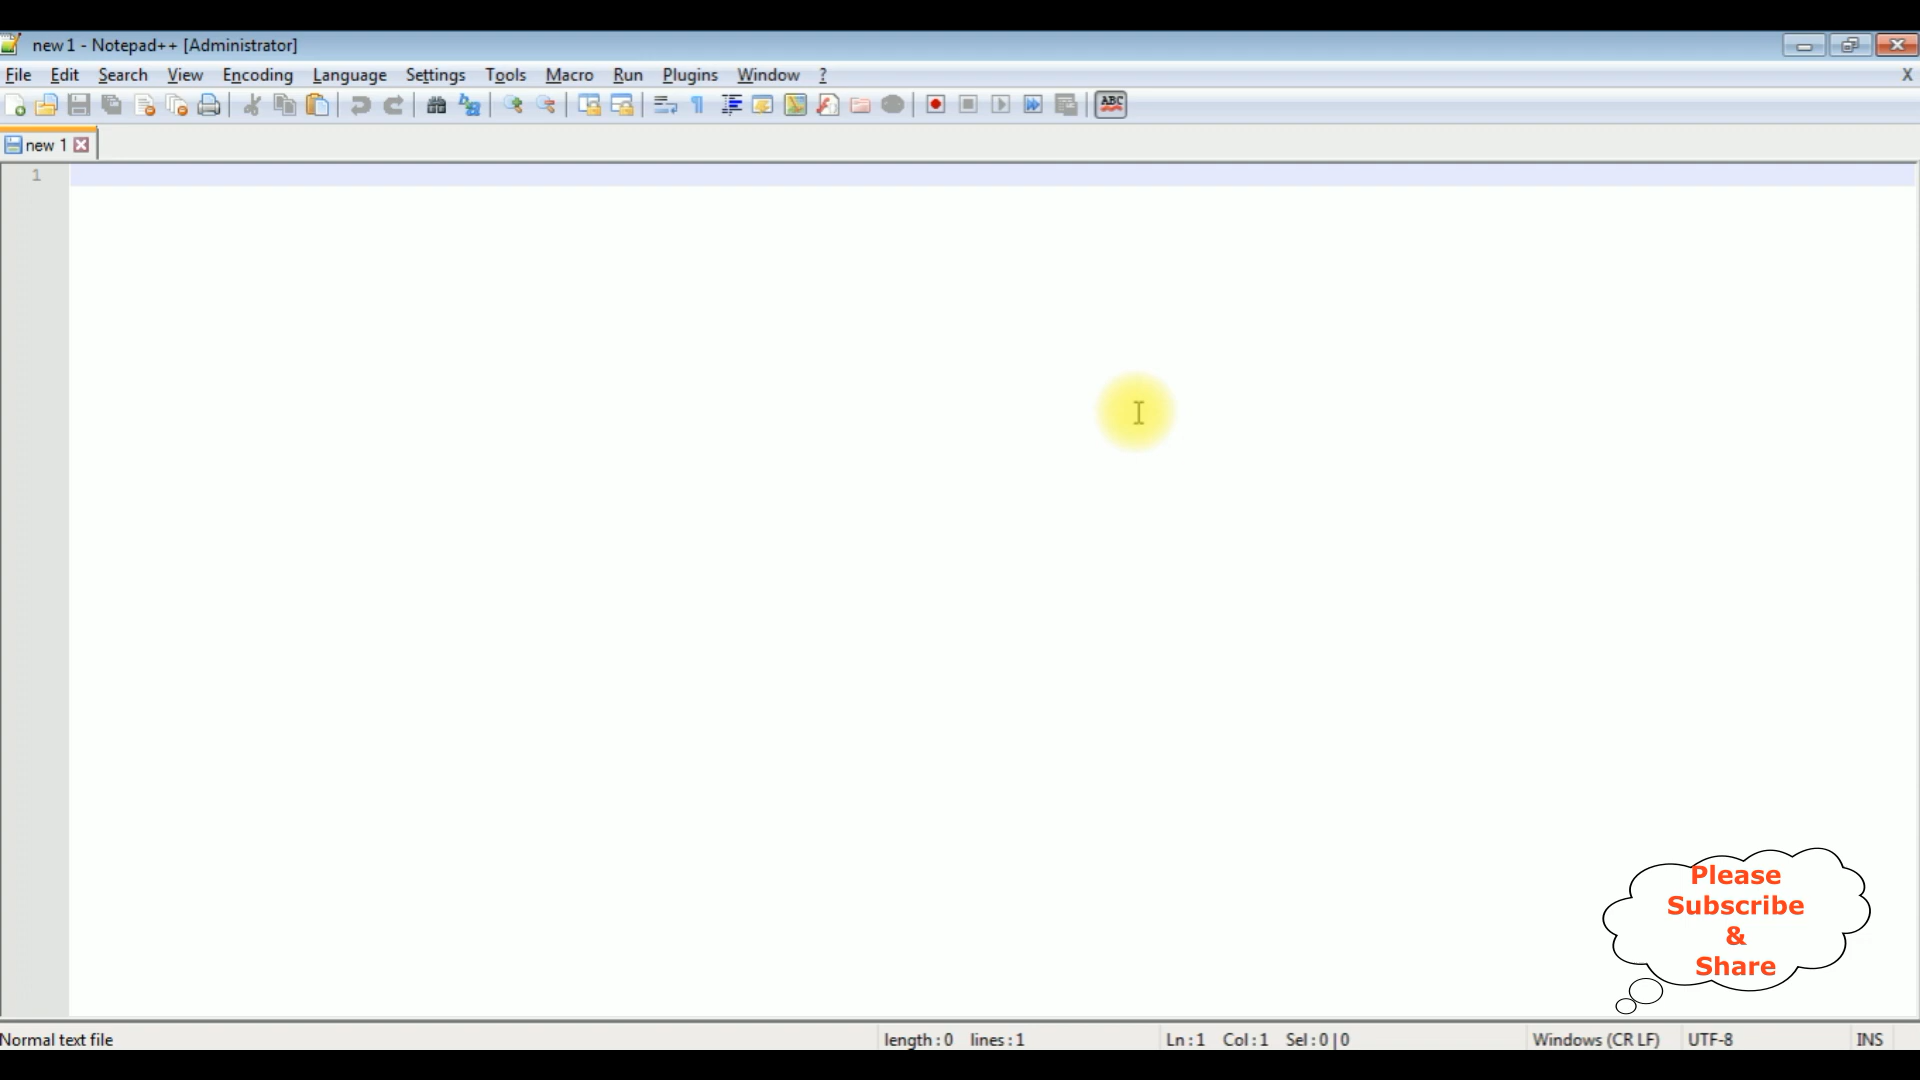 new 1 - Notepad++ [Administrator]
File Edit Search View Encoding Language Settings Tools Macro Run Plugins Window ? X
ABC
new 1
1
Please
Subscribe
&
Share
Normal text file length : 0 lines : 1 Ln : 1 Col : 1 Sel : 0 | 0 Windows (CR LF) UTF-8 INS